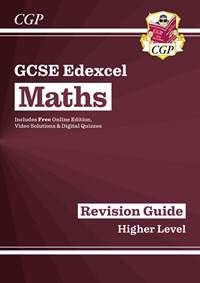 CGP
GCSE Edexcel
Maths
Includes Free Online Edition,
Video Solutions & Digital Quizzes
CGP
Revision Guide
Higher Level